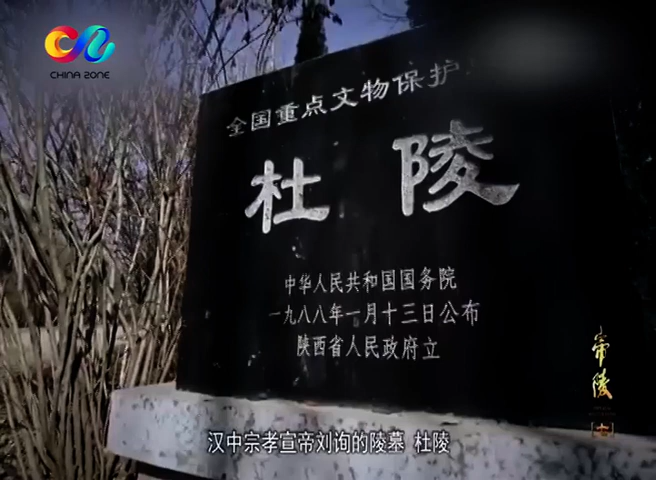 CHINA ZONE
全国重点文物保护
杜陵
中华人民共和国国务院
一九八八年一月十三日公布
陕西省人民政府立
帝陵
汉中宗孝宣帝刘询的陵墓 杜陵